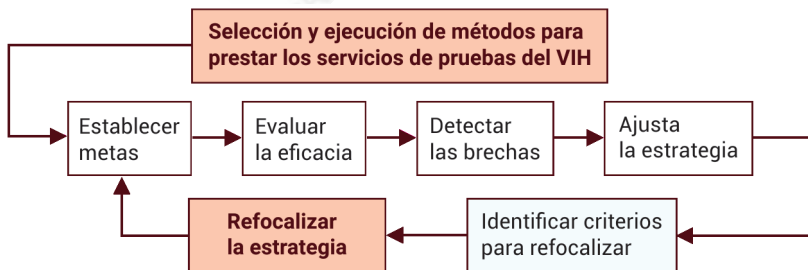 Selección y ejecución de métodos para
prestar los servicios de pruebas del VIH
Establecer
metas
Evaluar
la eficacia
Detectar
las brechas
Ajusta
la estrategia
Refocalizar
la estrategia
Identificar criterios
para refocalizar